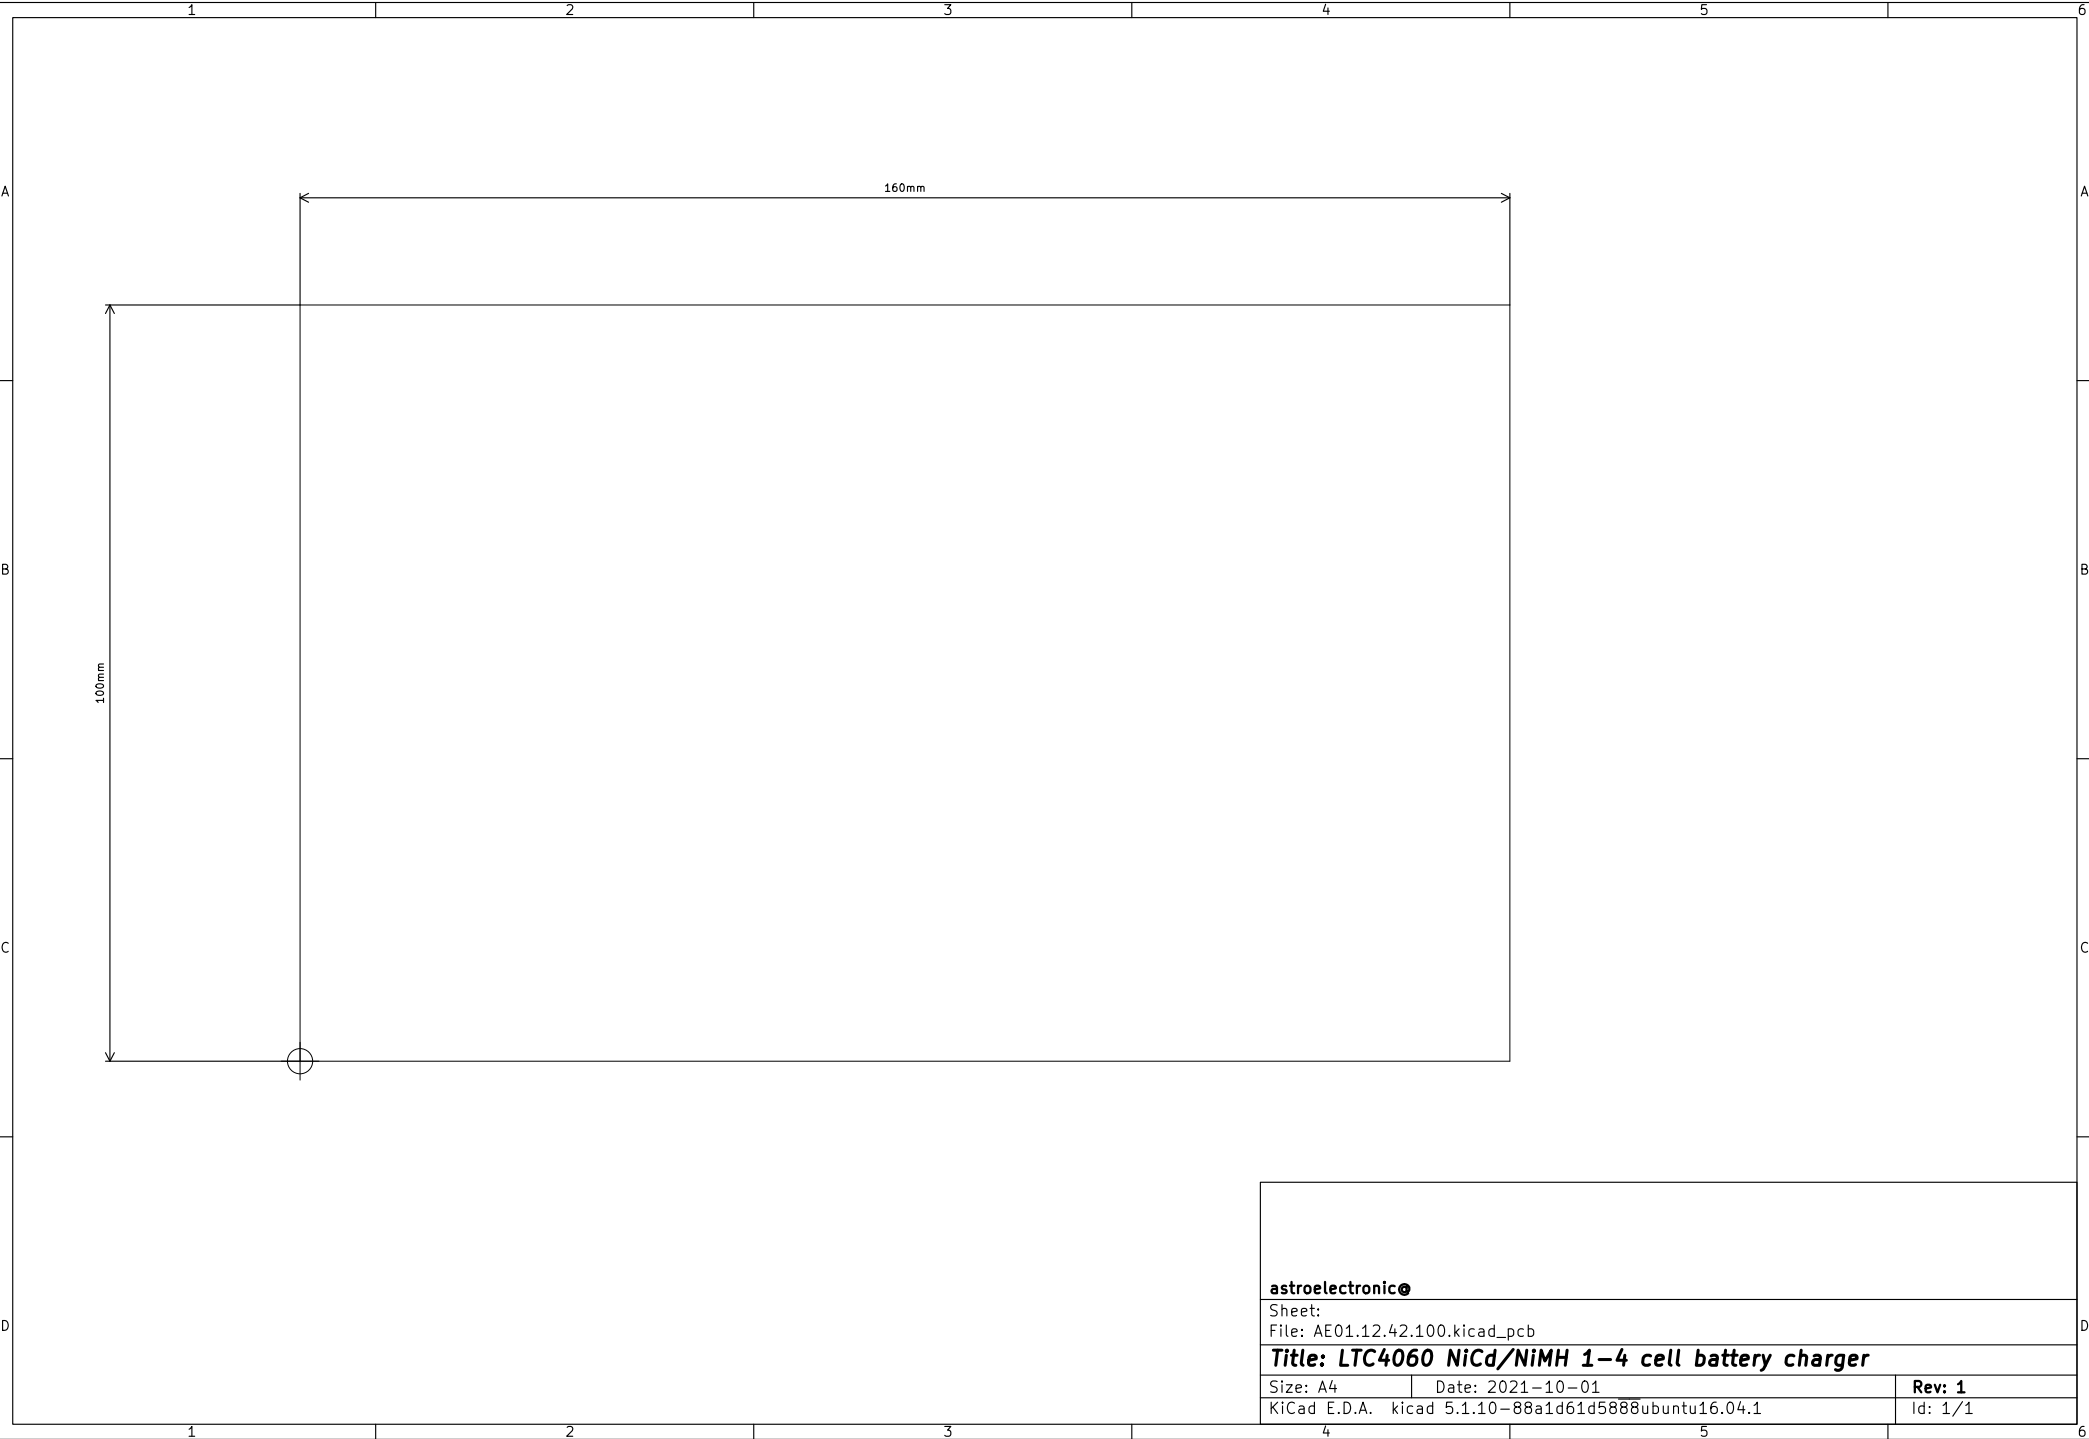 1 2 3 4 5 6
A A
160mm
B B
100mm
C C
astroelectronic@
Sheet:
File: AE01.12.42.100.kicad_pcb
D D
Title: LTC4060 NiCd/NiMH 1-4 cell battery charger
Size: A4 Date: 2021-10-01 Rev: 1
KiCad E.D.A. kicad 5.1.10-88a1d61d5888ubuntu16.04.1 Id: 1/1
1 2 3 4 5 6